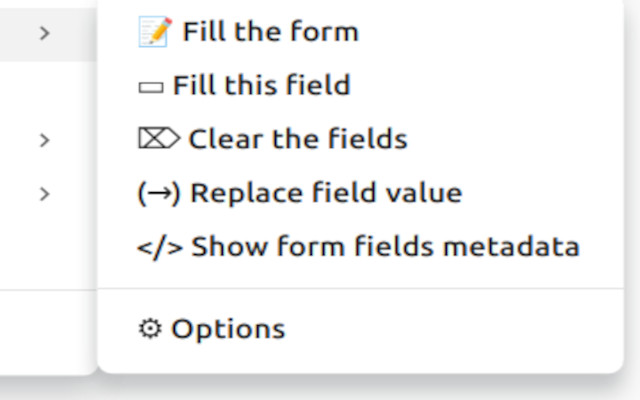 📝 Fill the form
▭ Fill this field
⌦ Clear the fields
(→) Replace field value
</> Show form fields metadata
⚙ Options